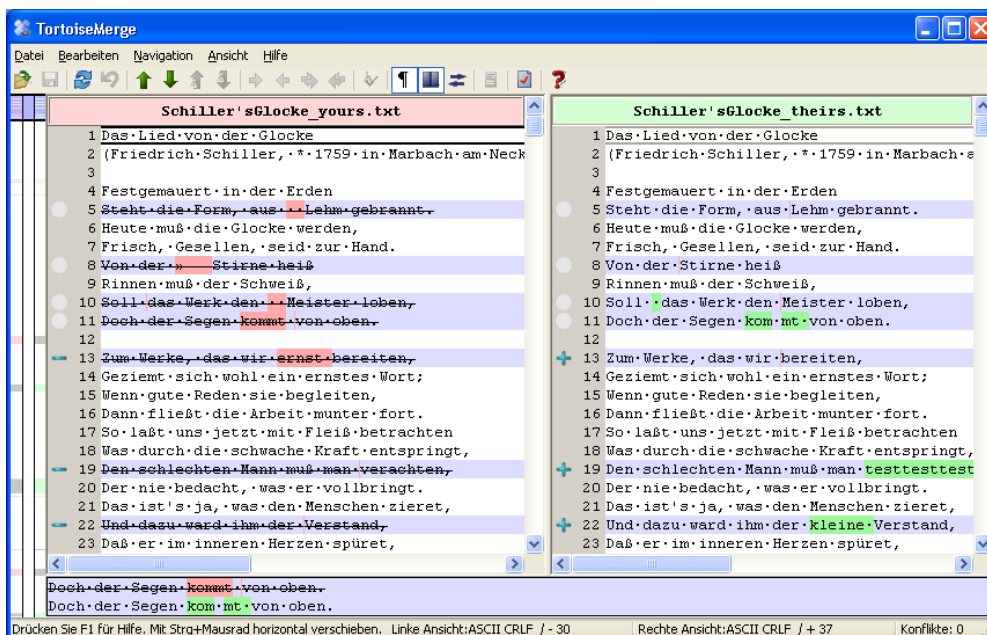 TortoiseMerge
Datei Bearbeiten Navigation Ansicht Hilfe
Schiller'sGlocke_yours.txt
1 Das·Lied·von·der·Glocke
2 (Friedrich·Schiller,·*·1759·in·Marbach·am·Neck
3
4 Festgemauert·in·der·Erden
5 Steht·die·Form,·aus···Lehm·gebrannt.
6 Heute·muß·die·Glocke·werden,
7 Frisch,·Gesellen,·seid·zur·Hand.
8 Von·der·» Stirne·heiß
9 Rinnen·muß·der·Schweiß,
10 Soll·das·Werk·den···Meister·loben,
11 Doch·der·Segen·kommt·von·oben.
12
13 Zum·Werke,·das·wir·ernst·bereiten,
14 Geziemt·sich·wohl·ein·ernstes·Wort;
15 Wenn·gute·Reden·sie·begleiten,
16 Dann·fließt·die·Arbeit·munter·fort.
17 So·laßt·uns·jetzt·mit·Fleiß·betrachten
18 Was·durch·die·schwache·Kraft·entspringt,
19 Den·schlechten·Mann·muß·man·verachten,
20 Der·nie·bedacht,·was·er·vollbringt.
21 Das·ist's·ja,·was·den·Menschen·zieret,
22 Und·dazu·ward·ihm·der·Verstand,
23 Daß·er·im·inneren·Herzen·spüret,
Schiller'sGlocke_theirs.txt
1 Das·Lied·von·der·Glocke
2 (Friedrich·Schiller,·*·1759·in·Marbach·a
3
4 Festgemauert·in·der·Erden
5 Steht·die·Form,·aus·Lehm·gebrannt.
6 Heute·muß·die·Glocke·werden,
7 Frisch,·Gesellen,·seid·zur·Hand.
8 Von·der·Stirne·heiß
9 Rinnen·muß·der·Schweiß,
10 Soll··das·Werk·den·Meister·loben,
11 Doch·der·Segen·kom·mt·von·oben.
12
13 Zum·Werke,·das·wir·bereiten,
14 Geziemt·sich·wohl·ein·ernstes·Wort;
15 Wenn·gute·Reden·sie·begleiten,
16 Dann·fließt·die·Arbeit·munter·fort.
17 So·laßt·uns·jetzt·mit·Fleiß·betrachten
18 Was·durch·die·schwache·Kraft·entspringt,
19 Den·schlechten·Mann·muß·man·testtesttest
20 Der·nie·bedacht,·was·er·vollbringt.
21 Das·ist's·ja,·was·den·Menschen·zieret,
22 Und·dazu·ward·ihm·der·kleine·Verstand,
23 Daß·er·im·inneren·Herzen·spüret,
Doch·der·Segen·kommt·von·oben.
Doch·der·Segen·kom·mt·von·oben.
Drücken Sie F1 für Hilfe. Mit Strg+Mausrad horizontal verschieben. Linke Ansicht:ASCII CRLF / - 30 Rechte Ansicht:ASCII CRLF / + 37 Konflikte: 0